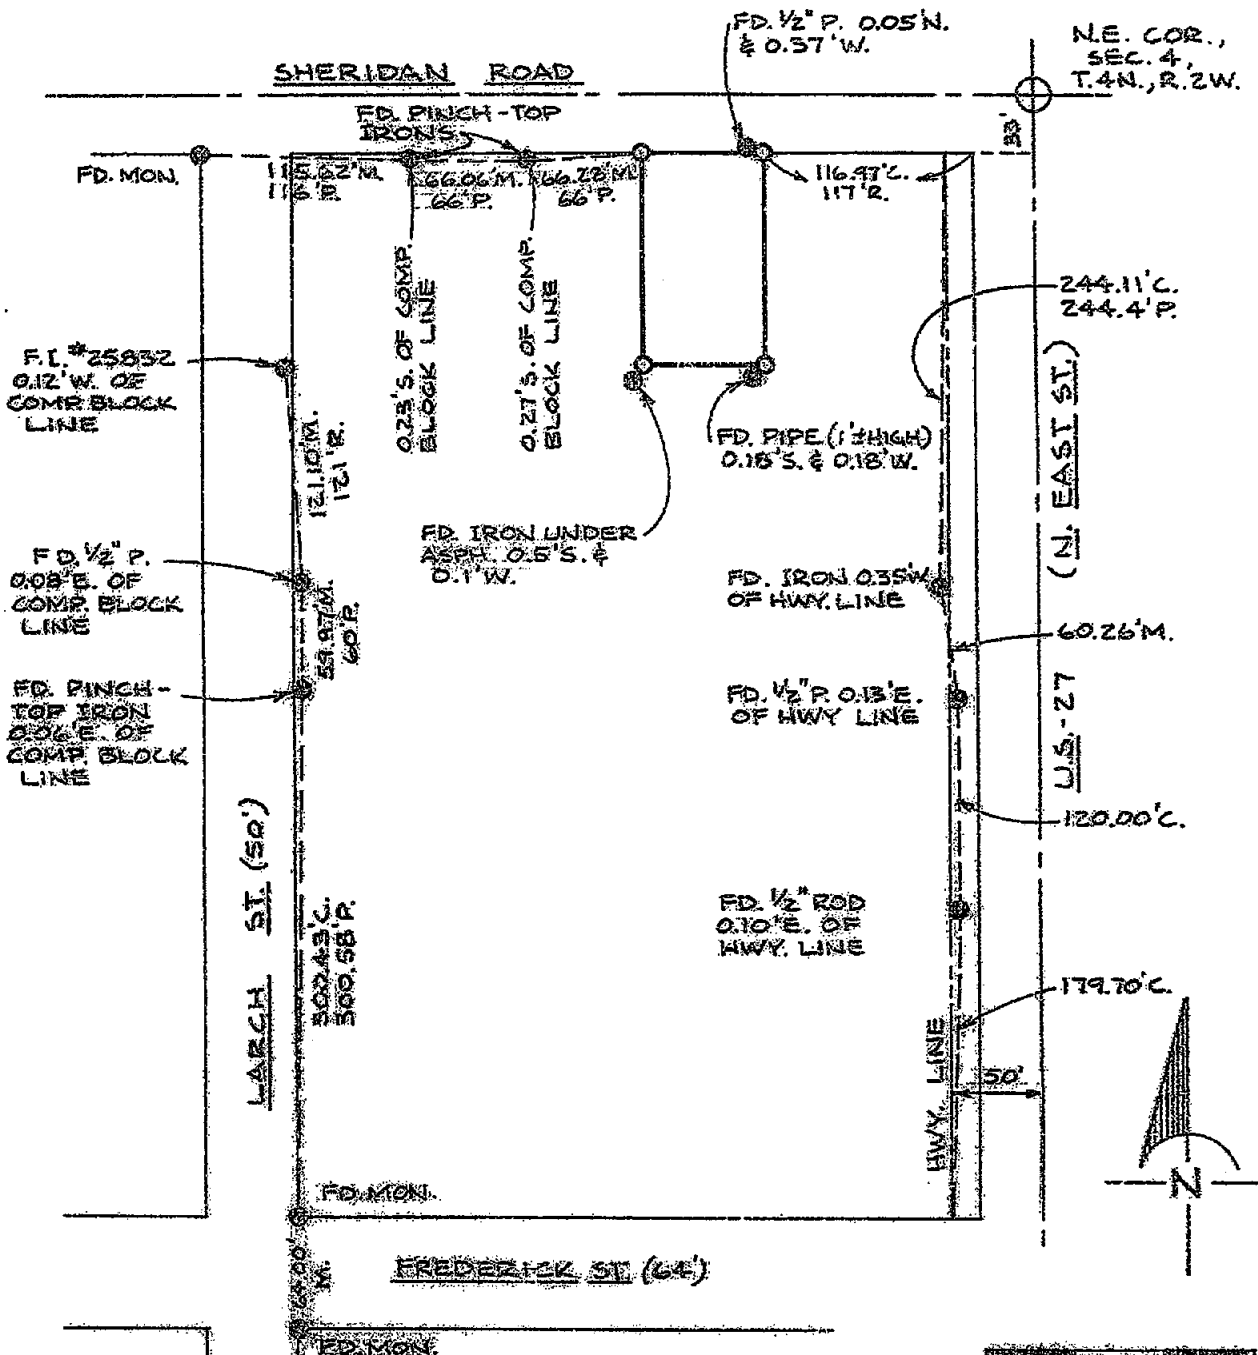 FD. 1/2" P. 0.05'N.
& 0.37'W.
N.E. COR.,
SEC. 4,
T.4N., R.2W.
SHERIDAN ROAD
33'
FD. PINCH-TOP
IRONS
FD. MON.
66.06'M.
66'P.
66.22'M.
66'P.
116.97'C.
117'R.
244.11'C.
244.4'P.
0.23'S. OF COMP.
BLOCK LINE
0.27'S. OF COMP.
BLOCK LINE
F.I. #25832
0.12'W. OF
COMP. BLOCK
LINE
121.10'M.
121'R.
FD. PIPE (1'±HIGH)
0.18'S. & 0.18'W.
FD. IRON UNDER
ASPH. 0.5'S. &
0.1'W.
(N. EAST ST.)
FD. 1/2" P.
0.08'E. OF
COMP. BLOCK
LINE
59.97'M.
60'P.
FD. IRON 0.35'W.
OF HWY. LINE
60.26'M.
FD. PINCH-
TOP IRON
0.06'E. OF
COMP. BLOCK
LINE
FD. 1/2" P. 0.13'E.
OF HWY LINE
U.S.-27
120.00'C.
LARCH ST. (50')
300.43'C.
300.58'P.
FD. 1/2" ROD
0.10'E. OF
HWY. LINE
179.70'C.
HWY. LINE
50'
N
FD. MON.
64.00'
M.
FREDERICK ST. (64')
FD. MON.